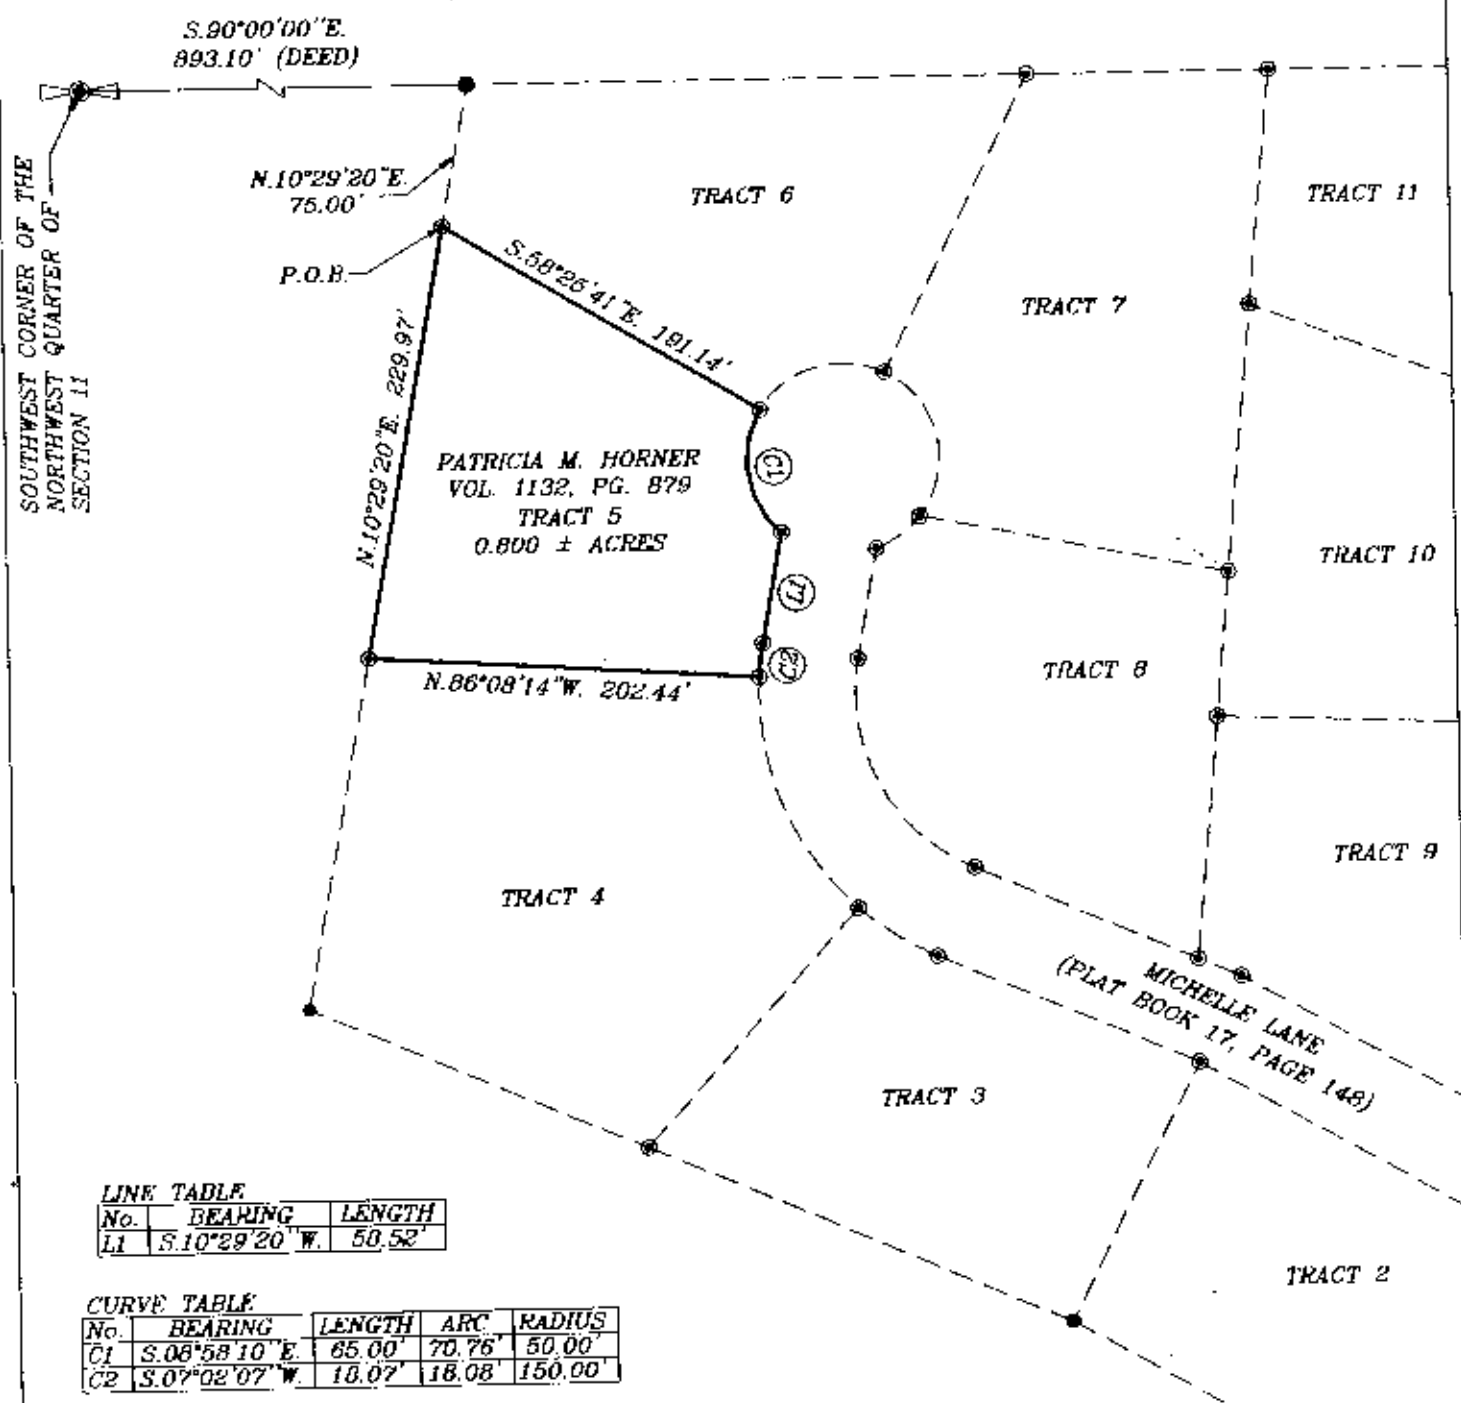 S.90°00'00"E.
893.10' (DEED)
SOUTHWEST CORNER OF THE
NORTHWEST QUARTER OF
SECTION 11
N.10°29'20"E.
75.00'
P.O.B.
TRACT 6
TRACT 11
S.58°26'41"E. 191.14'
TRACT 7
N.10°29'20"E. 229.97'
PATRICIA M. HORNER
VOL. 1132, PG. 879
TRACT 5
0.800 ± ACRES
C1
L1
C2
TRACT 10
N.86°08'14"W. 202.44'
TRACT 8
TRACT 9
TRACT 4
MICHELLE LANE
(PLAT BOOK 17, PAGE 148)
TRACT 3
TRACT 2
LINE TABLE
No. BEARING LENGTH
L1 S.10°29'20"W. 58.52'
CURVE TABLE
No. BEARING LENGTH ARC RADIUS
C1 S.08°58'10"E. 65.00' 70.76' 50.00'
C2 S.07°02'07"W. 18.07' 18.08' 150.00'